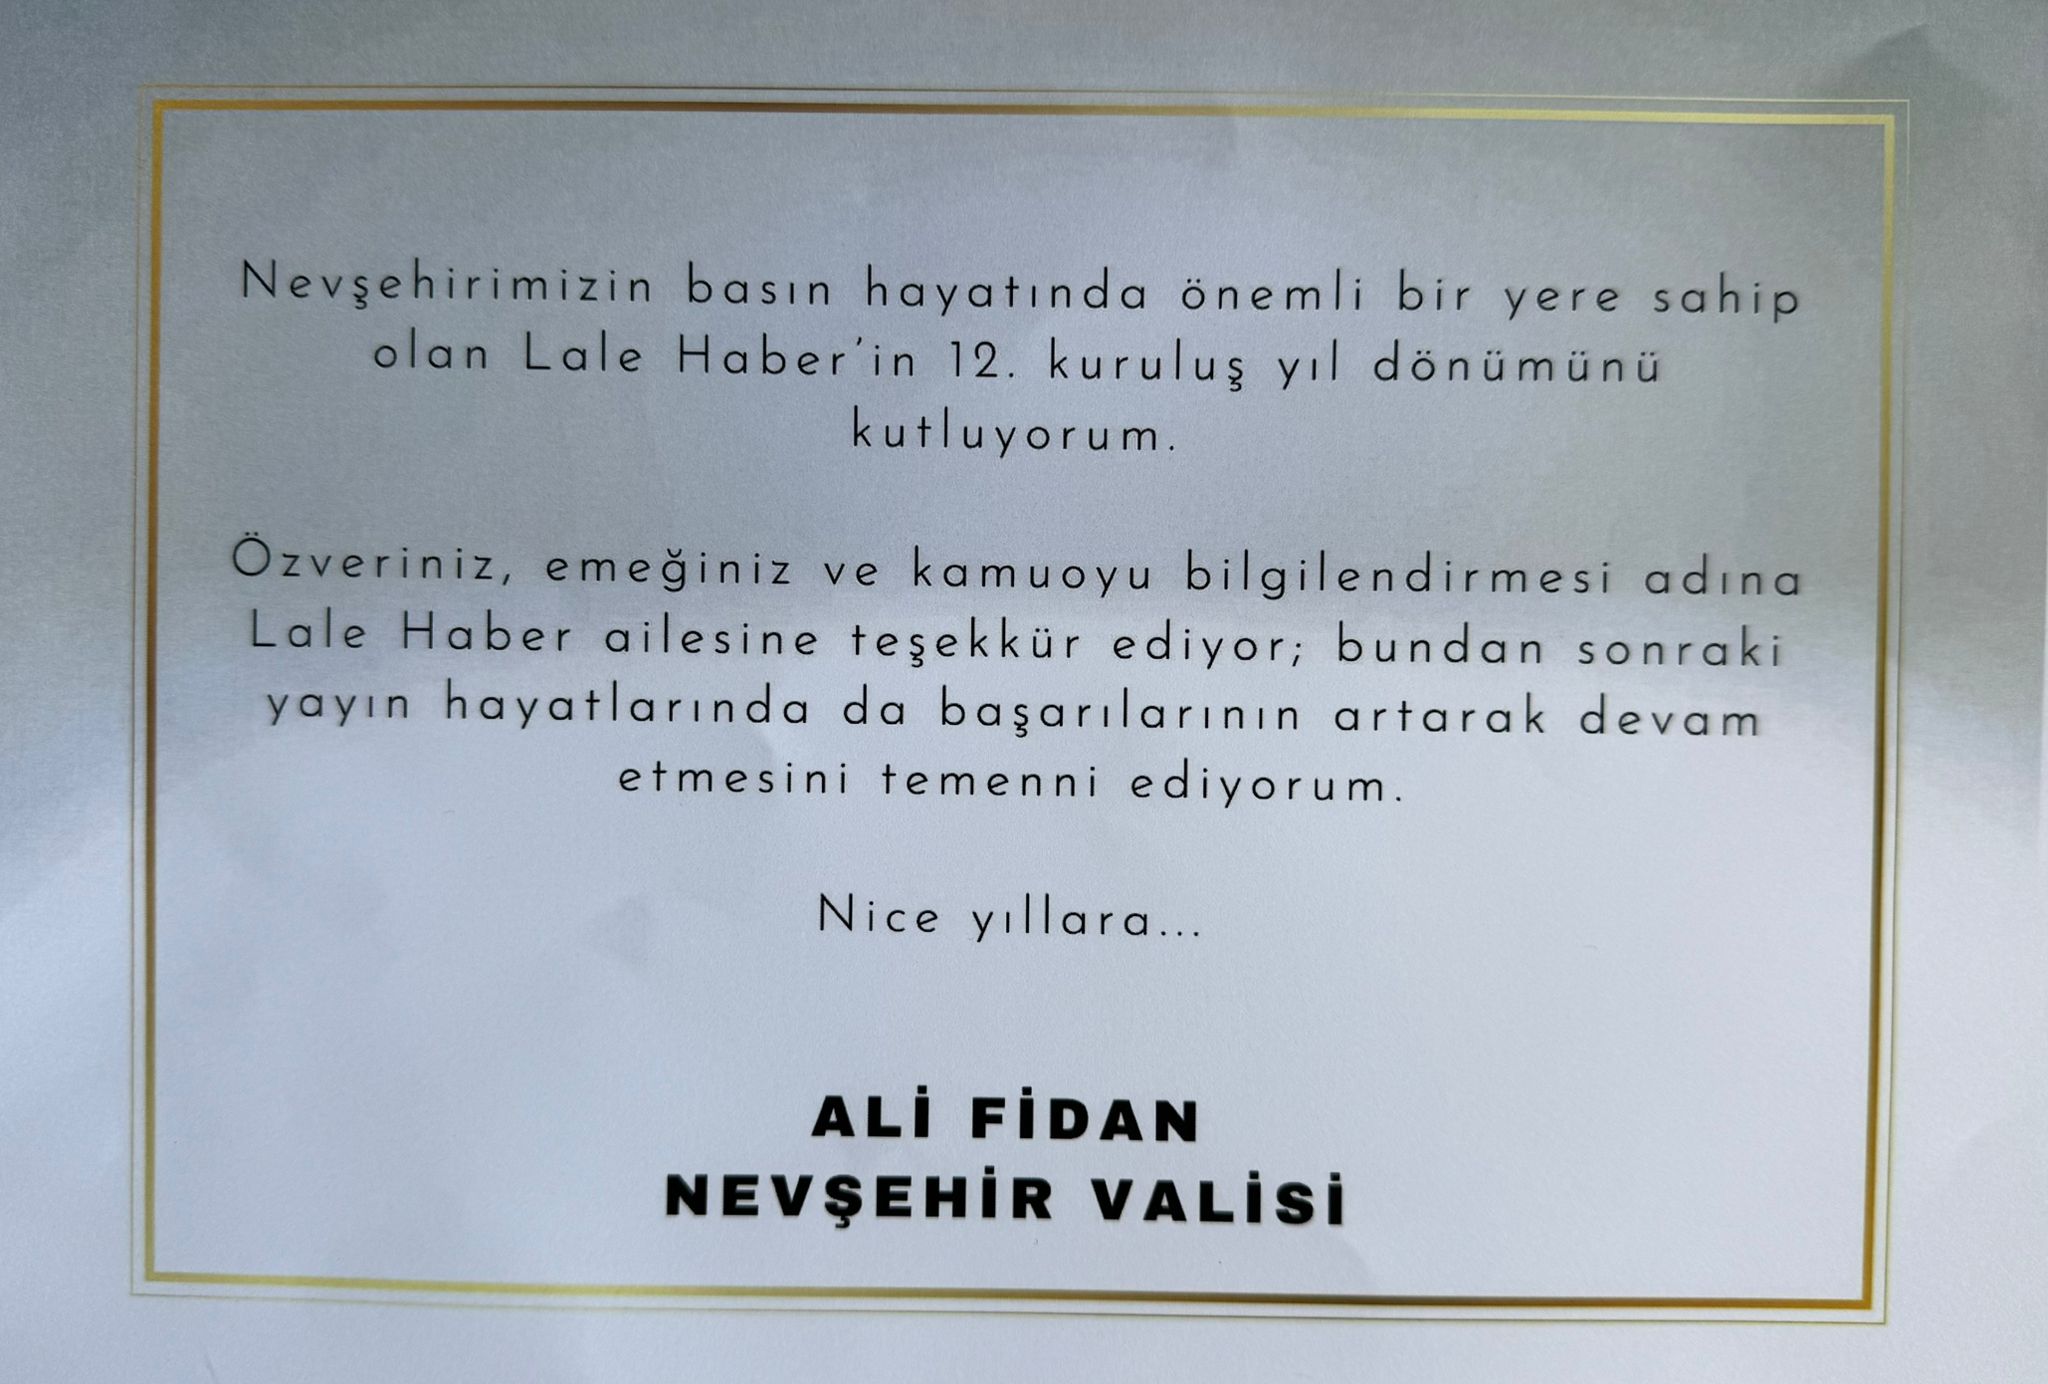 Nevşehirimizin basın hayatında önemli bir yere sahip
olan Lale Haber'in 12. kuruluş yıl dönümünü
kutluyorum.
Özveriniz, emeğiniz ve kamuoyu bilgilendirmesi adına
Lale Haber ailesine teşekkür ediyor; bundan sonraki
yayın hayatlarında da başarılarının artarak devam
etmesini temenni ediyorum.
Nice yıllara...
ALİ FİDAN
NEVŞEHİR VALİSİ